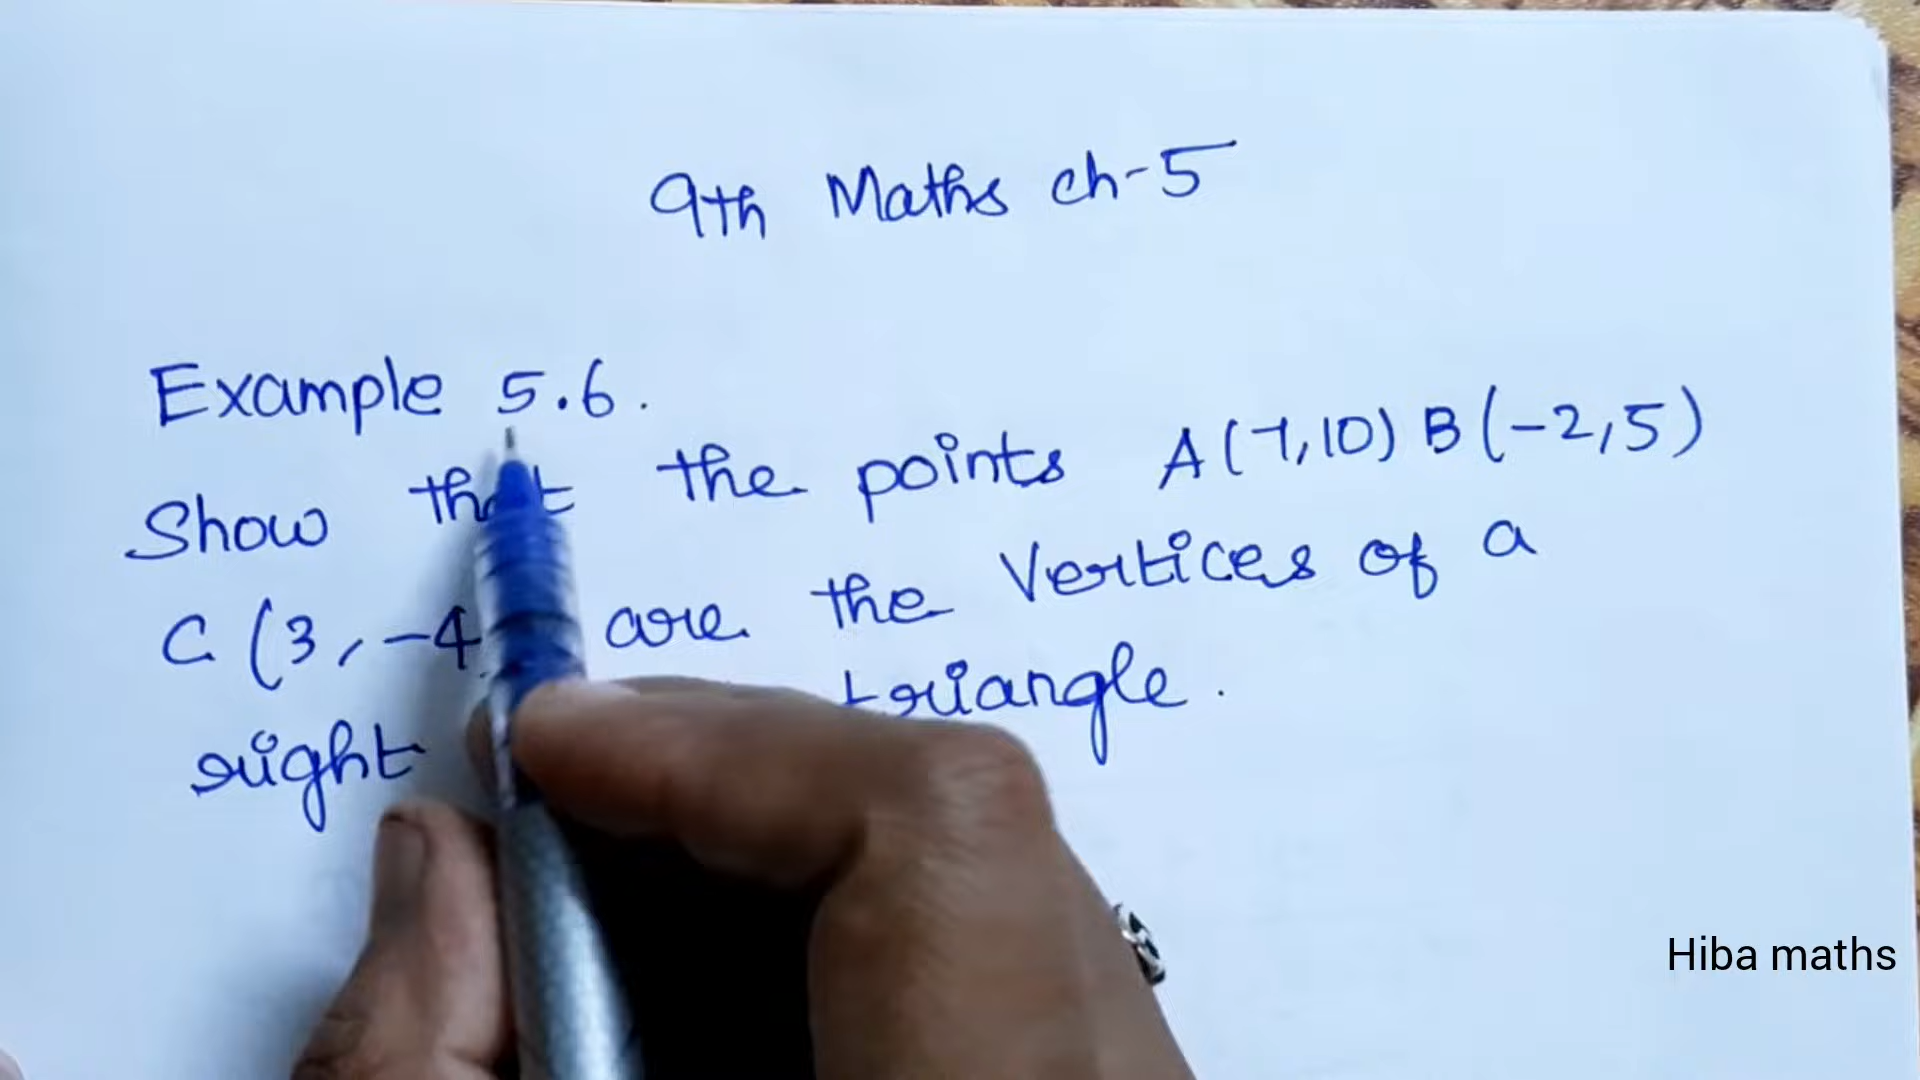 9th Maths ch-5
Example 5.6.
Show that the points A(7,10) B(-2,5)
C (3, -4 are the Vertices of a
right triangle.
Hiba maths